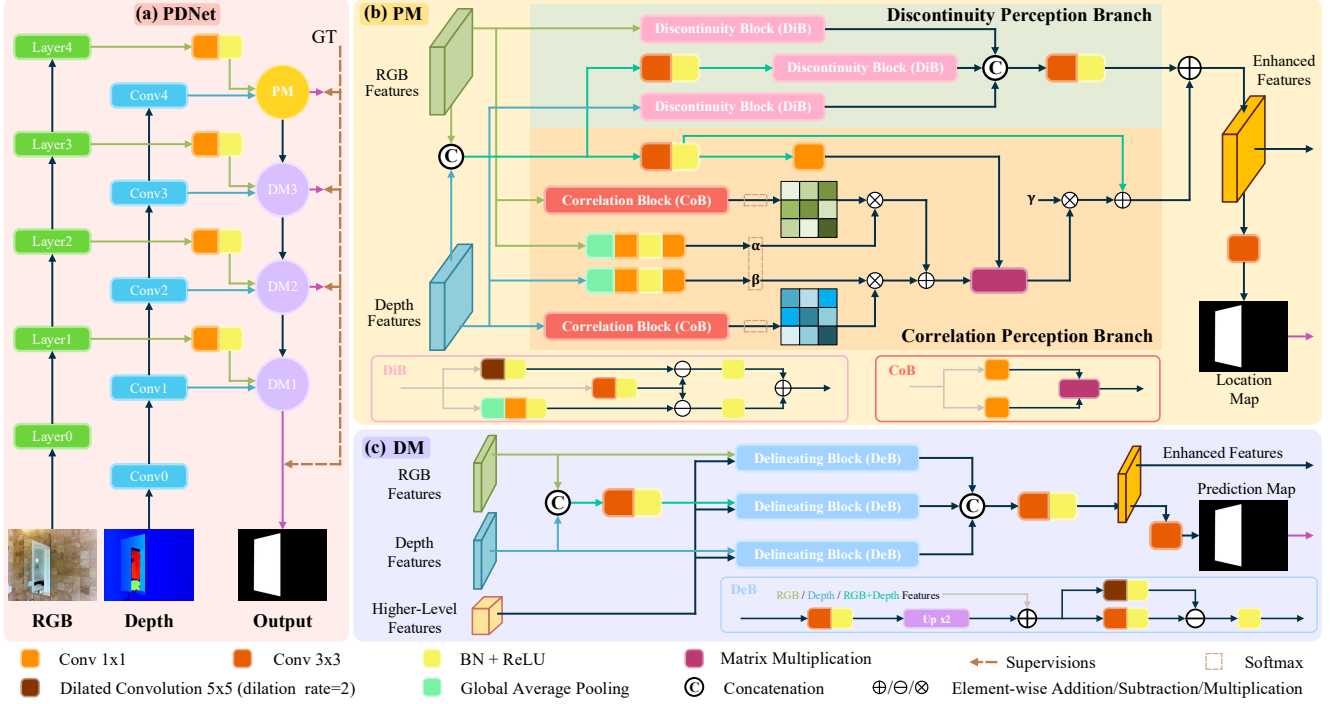 (a) PDNet
GT
Layer4
Conv4
PM
Layer3
Conv3
DM3
Layer2
Conv2
DM2
Layer1
Conv1
DM1
Layer0
Conv0
RGB
Depth
Output
(b) PM
Discontinuity Perception Branch
RGB
Features
Discontinuity Block (DiB)
Discontinuity Block (DiB)
Discontinuity Block (DiB)
C
C
Enhanced
Features
Correlation Block (CoB)
α
β
γ
Depth
Features
Correlation Block (CoB)
Correlation Perception Branch
Location
Map
DiB
CoB
(c) DM
RGB
Features
Depth
Features
Higher-Level
Features
C
Delineating Block (DeB)
Delineating Block (DeB)
Delineating Block (DeB)
C
Enhanced Features
Prediction Map
DeB
RGB / Depth / RGB+Depth Features
Up x2
Conv 1x1
Conv 3x3
BN + ReLU
Matrix Multiplication
Supervisions
Softmax
Dilated Convolution 5x5 (dilation_rate=2)
Global Average Pooling
C Concatenation
⊕/⊖/⊗ Element-wise Addition/Subtraction/Multiplication